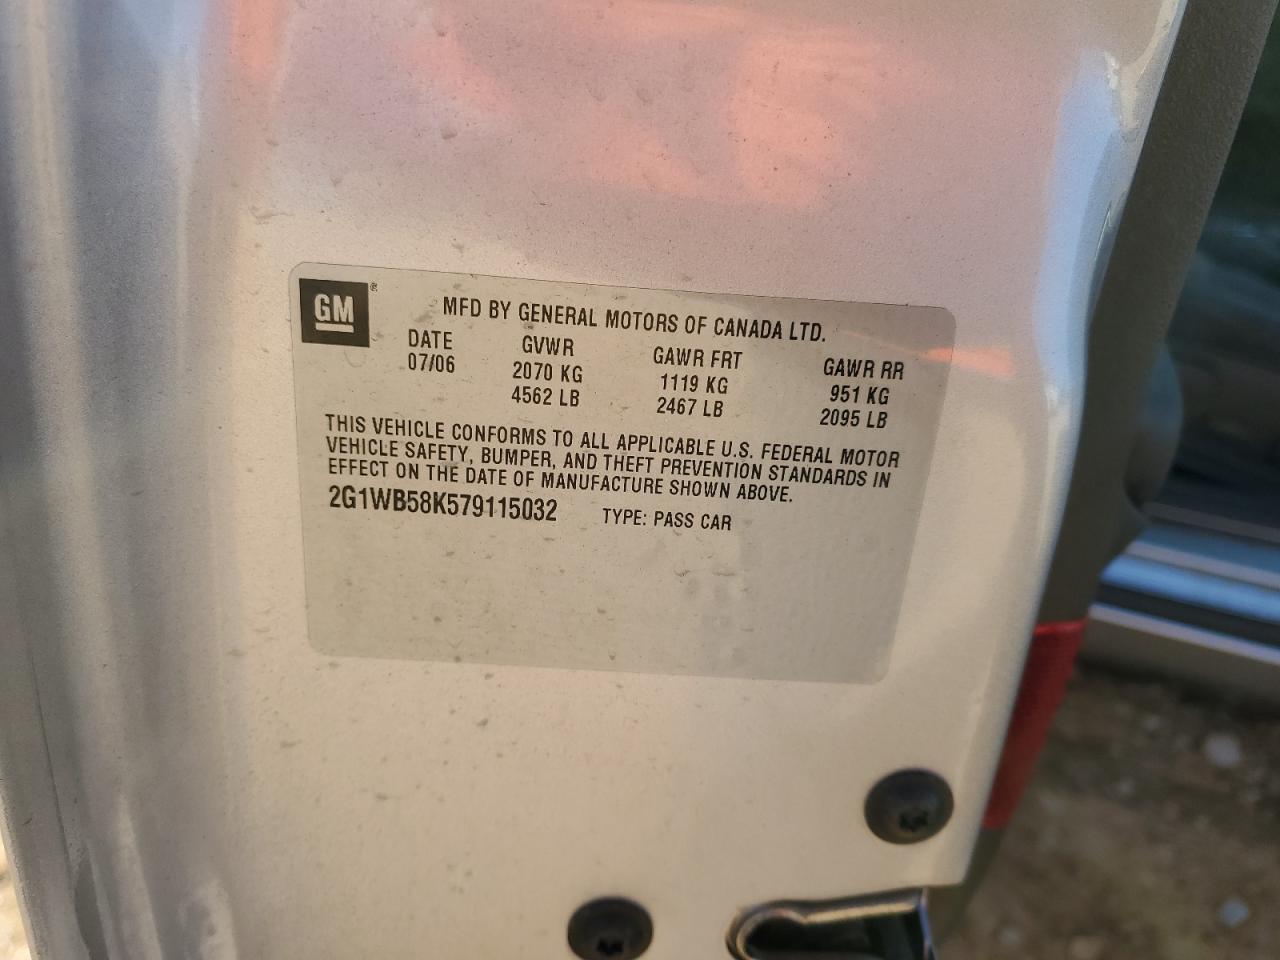 GM®
MFD BY GENERAL MOTORS OF CANADA LTD.
DATE GVWR GAWR FRT GAWR RR
07/06 2070 KG 1119 KG 951 KG
4562 LB 2467 LB 2095 LB
THIS VEHICLE CONFORMS TO ALL APPLICABLE U.S. FEDERAL MOTOR
VEHICLE SAFETY, BUMPER, AND THEFT PREVENTION STANDARDS IN
EFFECT ON THE DATE OF MANUFACTURE SHOWN ABOVE.
2G1WB58K579115032 TYPE: PASS CAR